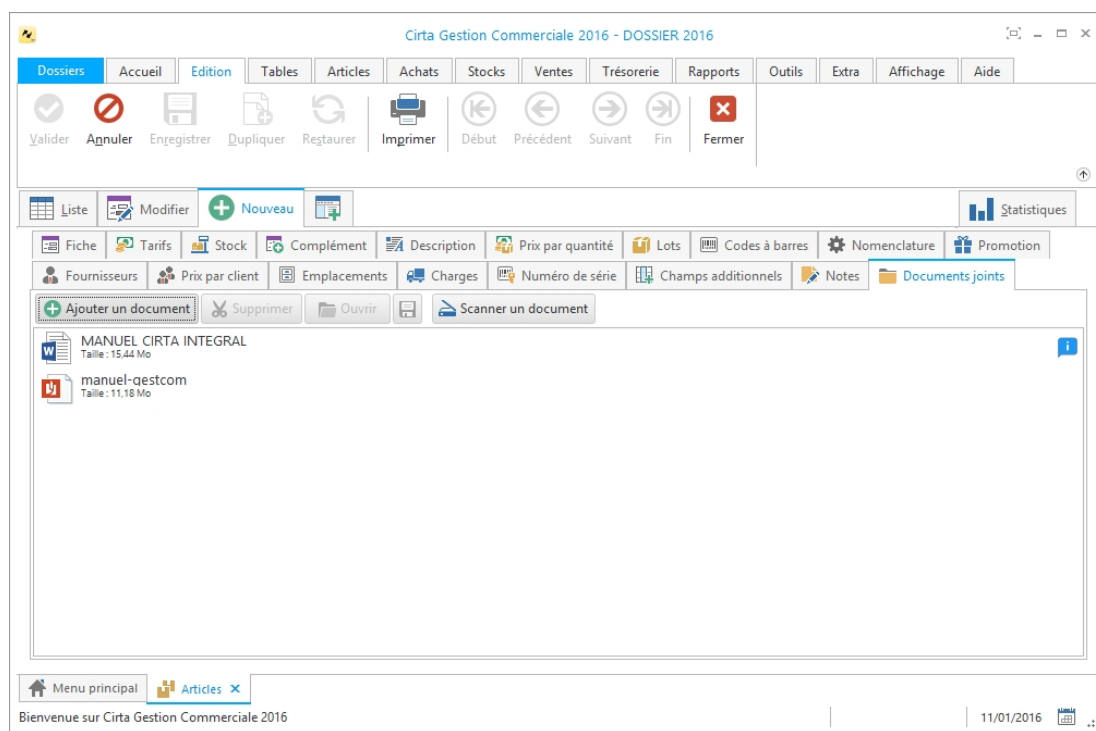 Cirta Gestion Commerciale 2016 - DOSSIER 2016
Dossiers Accueil Edition Tables Articles Achats Stocks Ventes Trésorerie Rapports Outils Extra Affichage Aide
Valider Annuler Enregistrer Dupliquer Restaurer Imprimer Début Précédent Suivant Fin Fermer
Liste Modifier Nouveau Statistiques
Fiche Tarifs Stock Complément Description Prix par quantité Lots Codes à barres Nomenclature Promotion
Fournisseurs Prix par client Emplacements Charges Numéro de série Champs additionnels Notes Documents joints
Ajouter un document Supprimer Ouvrir Scanner un document
MANUEL CIRTA INTEGRAL
Taille : 15,44 Mo
manuel-gestcom
Taille : 11,18 Mo
Menu principal Articles
Bienvenue sur Cirta Gestion Commerciale 2016 11/01/2016